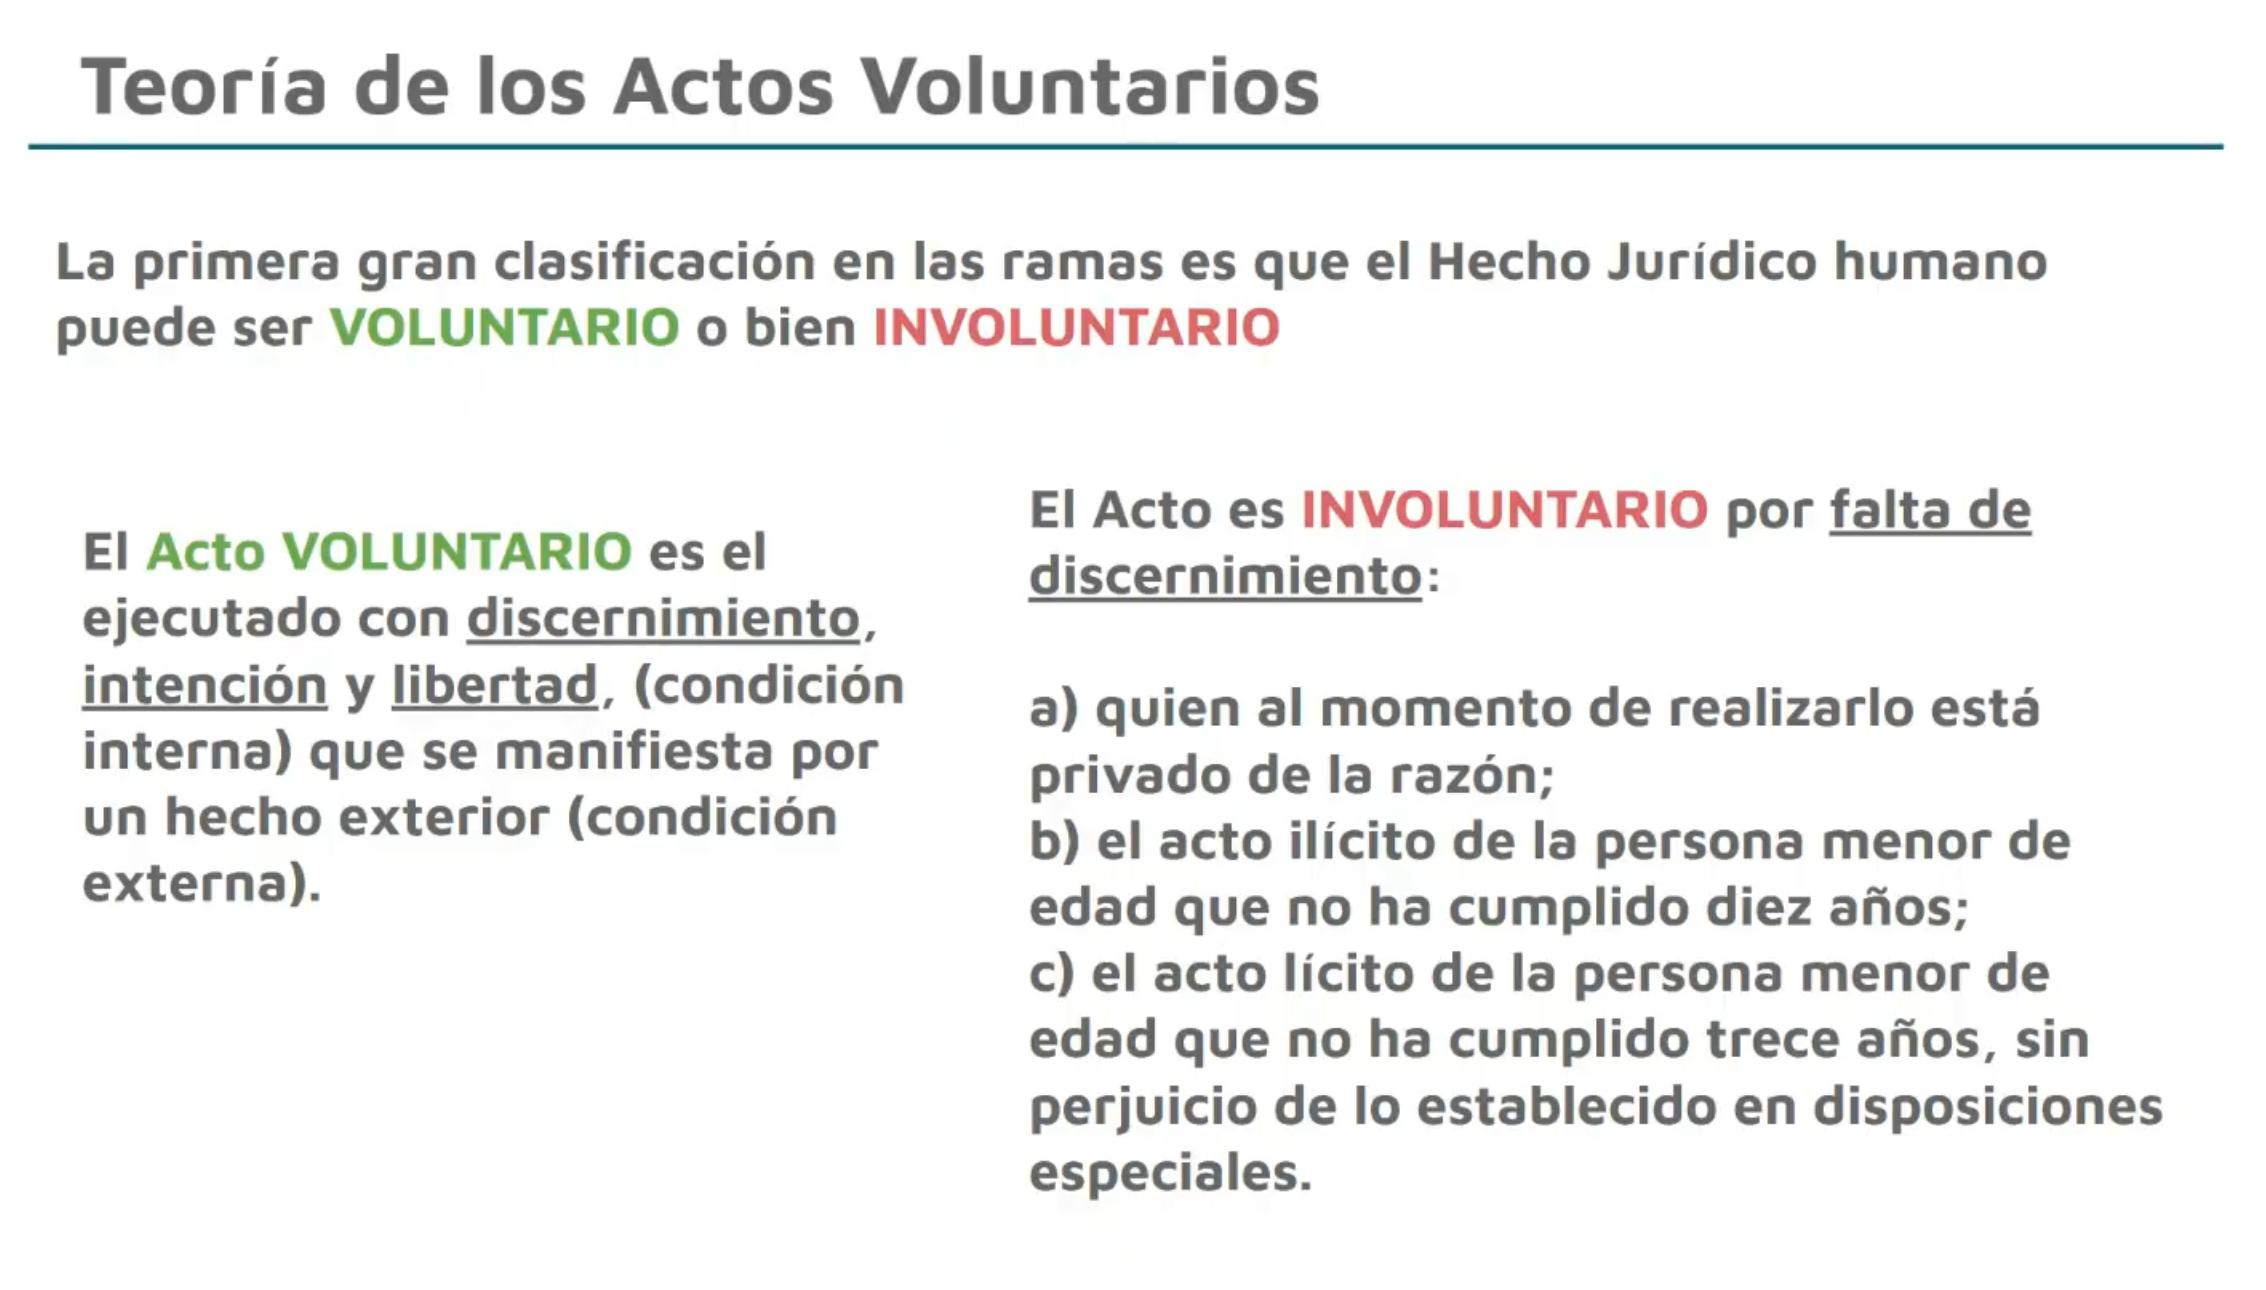 Teoría de los Actos Voluntarios
La primera gran clasificación en las ramas es que el Hecho Jurídico humano
puede ser VOLUNTARIO o bien INVOLUNTARIO
El Acto VOLUNTARIO es el
ejecutado con discernimiento,
intención y libertad, (condición
interna) que se manifiesta por
un hecho exterior (condición
externa).
El Acto es INVOLUNTARIO por falta de
discernimiento:
a) quien al momento de realizarlo está
privado de la razón;
b) el acto ilícito de la persona menor de
edad que no ha cumplido diez años;
c) el acto lícito de la persona menor de
edad que no ha cumplido trece años, sin
perjuicio de lo establecido en disposiciones
especiales.